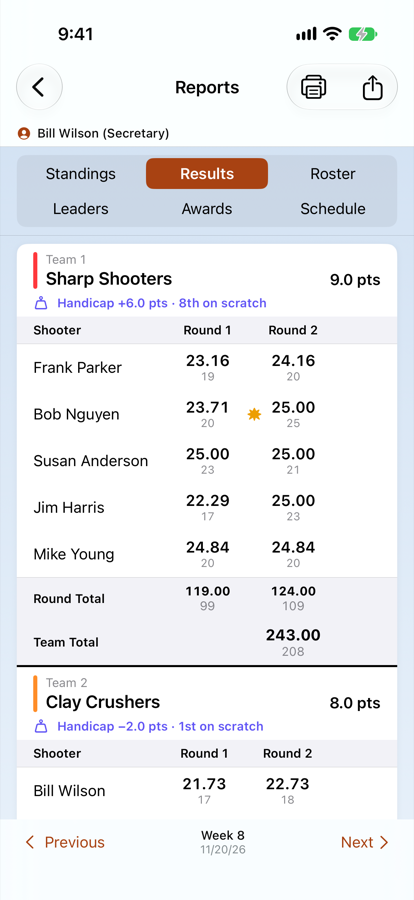 9:41
Reports
Bill Wilson (Secretary)
Standings Results Roster
Leaders Awards Schedule
Team 1
Sharp Shooters 9.0 pts
Handicap +6.0 pts · 8th on scratch
Shooter Round 1 Round 2
Frank Parker 23.16 24.16
19 20
Bob Nguyen 23.71 25.00
20 25
Susan Anderson 25.00 25.00
23 21
Jim Harris 22.29 25.00
17 23
Mike Young 24.84 24.84
20 20
Round Total 119.00 124.00
99 109
Team Total 243.00
208
Team 2
Clay Crushers 8.0 pts
Handicap −2.0 pts · 1st on scratch
Shooter Round 1 Round 2
Bill Wilson 21.73 22.73
17 18
Previous Week 8 Next
11/20/26